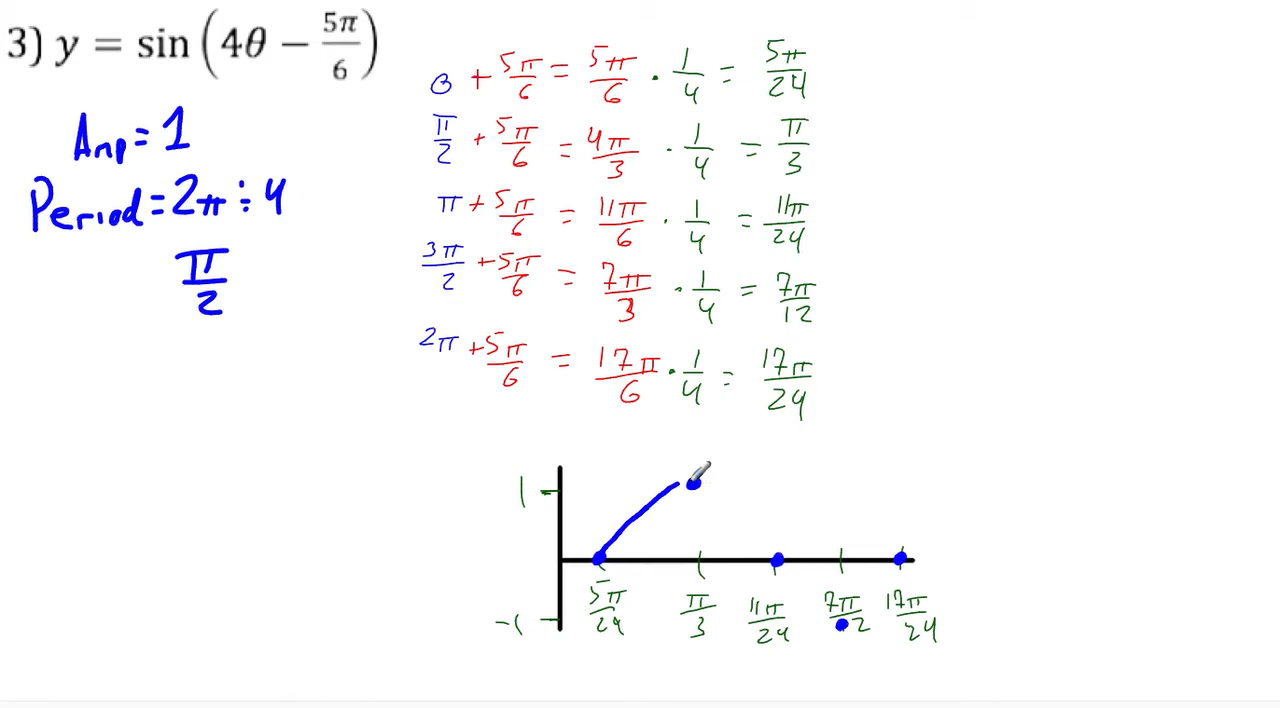 3) y = sin(4θ − 5π/6)
Amp = 1
Period = 2π ÷ 4
π/2
0 + 5π/6 = 5π/6 · 1/4 = 5π/24
π/2 + 5π/6 = 4π/3 · 1/4 = π/3
π + 5π/6 = 11π/6 · 1/4 = 11π/24
3π/2 + 5π/6 = 7π/3 · 1/4 = 7π/12
2π + 5π/6 = 17π/6 · 1/4 = 17π/24
1
-1
5π/24 π/3 11π/24 7π/12 17π/24